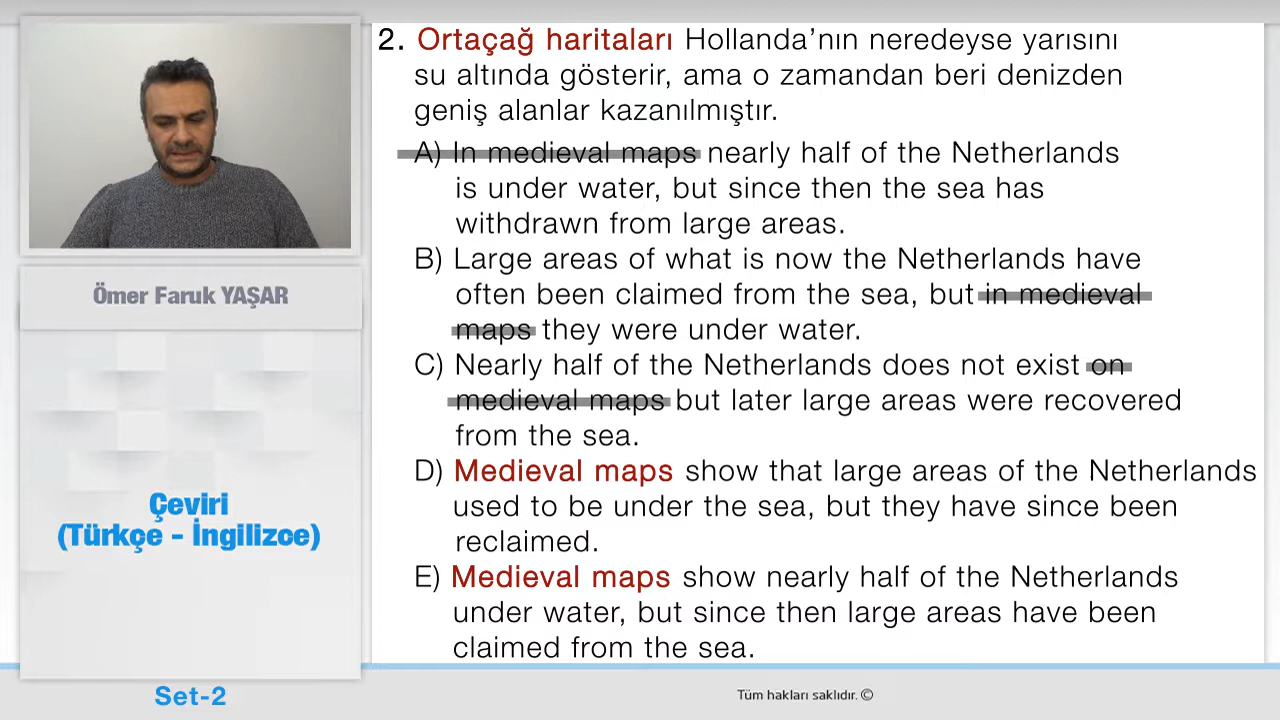 2. Ortaçağ haritaları Hollanda’nın neredeyse yarısını
su altında gösterir, ama o zamandan beri denizden
geniş alanlar kazanılmıştır.
A) In medieval maps nearly half of the Netherlands
is under water, but since then the sea has
withdrawn from large areas.
B) Large areas of what is now the Netherlands have
often been claimed from the sea, but in medieval
maps they were under water.
C) Nearly half of the Netherlands does not exist on
medieval maps but later large areas were recovered
from the sea.
D) Medieval maps show that large areas of the Netherlands
used to be under the sea, but they have since been
reclaimed.
E) Medieval maps show nearly half of the Netherlands
under water, but since then large areas have been
claimed from the sea.
Ömer Faruk YAŞAR
Çeviri
(Türkçe - İngilizce)
Set-2
Tüm hakları saklıdır. ©